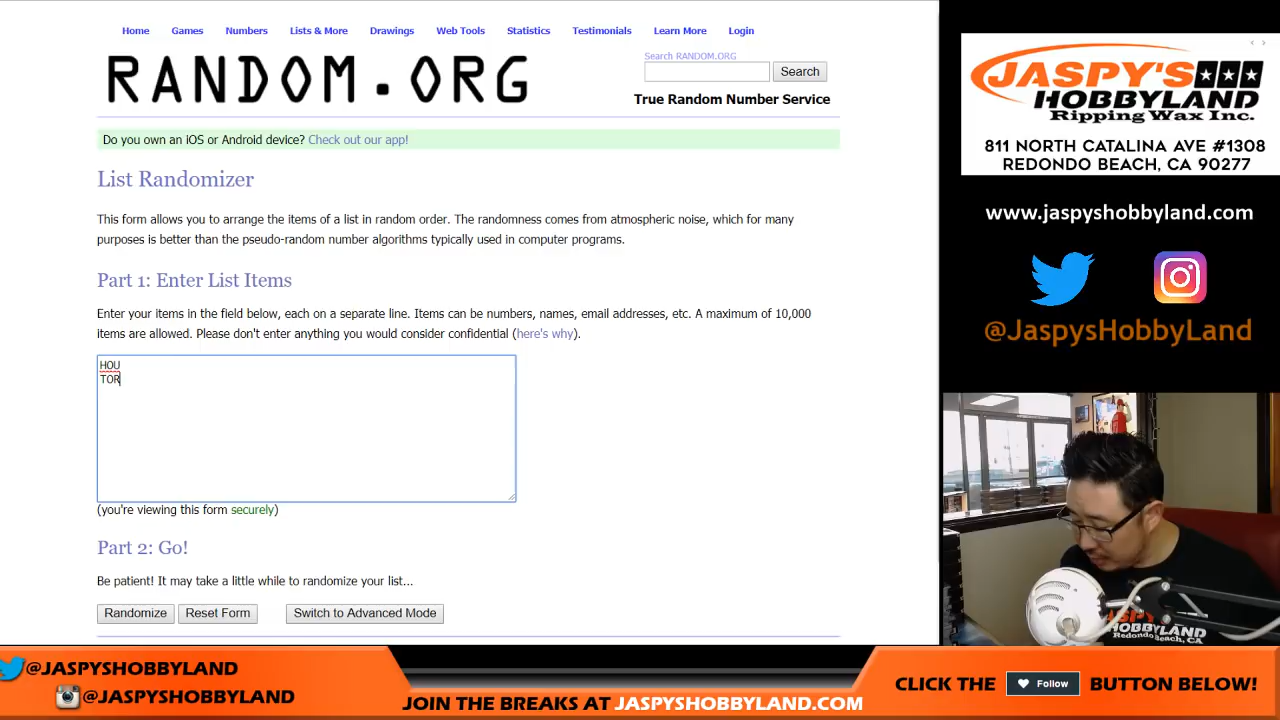 Home Games Numbers Lists & More Drawings Web Tools Statistics Testimonials Learn More Login
RANDOM.ORG
Search RANDOM.ORG
Search
True Random Number Service
Do you own an iOS or Android device? Check out our app!
List Randomizer
This form allows you to arrange the items of a list in random order. The randomness comes from atmospheric noise, which for many
purposes is better than the pseudo-random number algorithms typically used in computer programs.
Part 1: Enter List Items
Enter your items in the field below, each on a separate line. Items can be numbers, names, email addresses, etc. A maximum of 10,000
items are allowed. Please don't enter anything you would consider confidential (here's why).
HOU
TOR
(you're viewing this form securely)
Part 2: Go!
Be patient! It may take a little while to randomize your list...
Randomize Reset Form Switch to Advanced Mode
JASPY'S
HOBBYLAND
Ripping Wax Inc.
811 NORTH CATALINA AVE #1308
REDONDO BEACH, CA 90277
www.jaspyshobbyland.com
@JaspysHobbyLand
JASPY'S
HOBBYLAND
Redondo Beach, CA
@JASPYSHOBBYLAND
@JASPYSHOBBYLAND
JOIN THE BREAKS AT JASPYSHOBBYLAND.COM
CLICK THE Follow BUTTON BELOW!